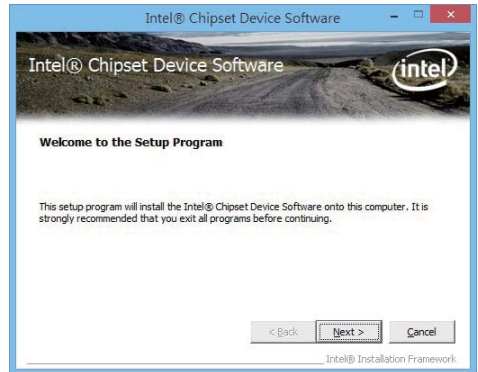 Intel® Chipset Device Software
Intel® Chipset Device Software
intel
Welcome to the Setup Program
This setup program will install the Intel® Chipset Device Software onto this computer. It is
strongly recommended that you exit all programs before continuing.
< Back
Next >
Cancel
Intel® Installation Framework